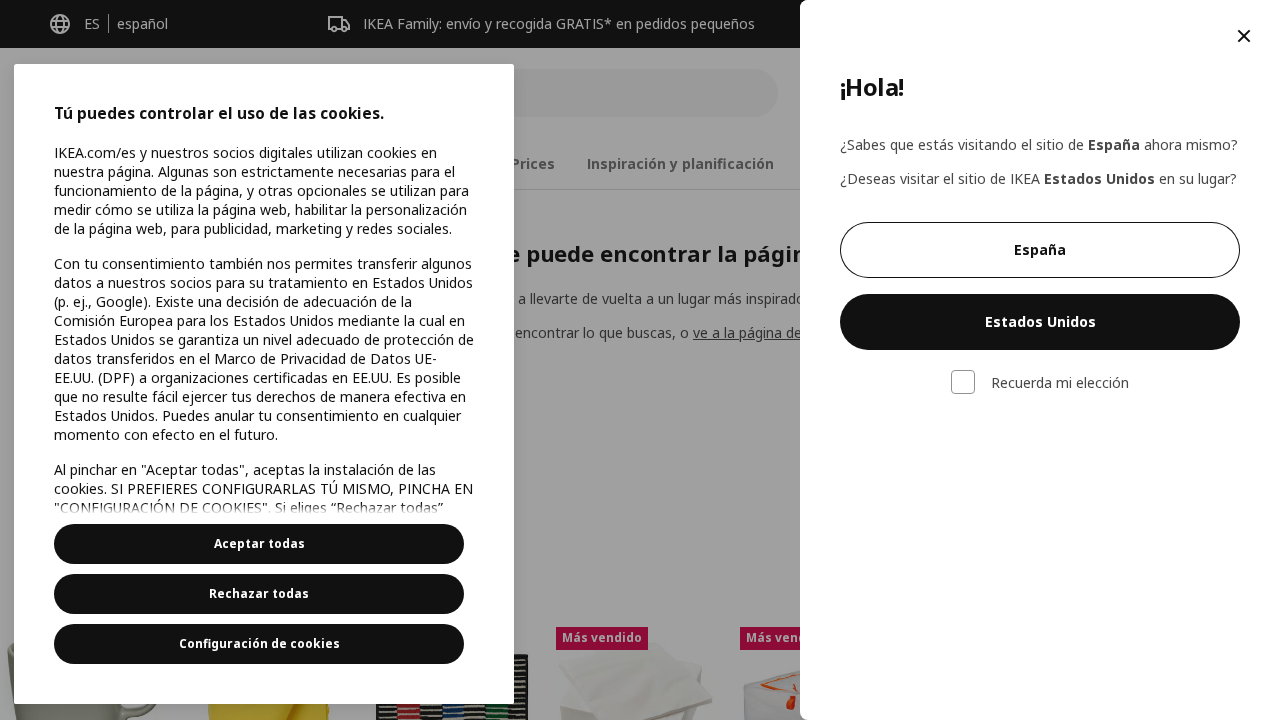 ES | español
IKEA Family: envío y recogida GRATIS* en pedidos pequeños
Tú puedes controlar el uso de las cookies.
IKEA.com/es y nuestros socios digitales utilizan cookies en
nuestra página. Algunas son estrictamente necesarias para el
funcionamiento de la página, y otras opcionales se utilizan para
medir cómo se utiliza la página web, habilitar la personalización
de la página web, para publicidad, marketing y redes sociales.
Con tu consentimiento también nos permites transferir algunos
datos a nuestros socios para su tratamiento en Estados Unidos
(p. ej., Google). Existe una decisión de adecuación de la
Comisión Europea para los Estados Unidos mediante la cual en
Estados Unidos se garantiza un nivel adecuado de protección de
datos transferidos en el Marco de Privacidad de Datos UE-
EE.UU. (DPF) a organizaciones certificadas en EE.UU. Es posible
que no resulte fácil ejercer tus derechos de manera efectiva en
Estados Unidos. Puedes anular tu consentimiento en cualquier
momento con efecto en el futuro.
Al pinchar en "Aceptar todas", aceptas la instalación de las
cookies. SI PREFIERES CONFIGURARLAS TÚ MISMO, PINCHA EN
"CONFIGURACIÓN DE COOKIES". Si eliges “Rechazar todas”
Aceptar todas
Rechazar todas
Configuración de cookies
Prices
Inspiración y planificación
e puede encontrar la págin
a llevarte de vuelta a un lugar más inspirado
encontrar lo que buscas, o ve a la página de
Más vendido
Más vend
¡Hola!
¿Sabes que estás visitando el sitio de España ahora mismo?
¿Deseas visitar el sitio de IKEA Estados Unidos en su lugar?
España
Estados Unidos
Recuerda mi elección